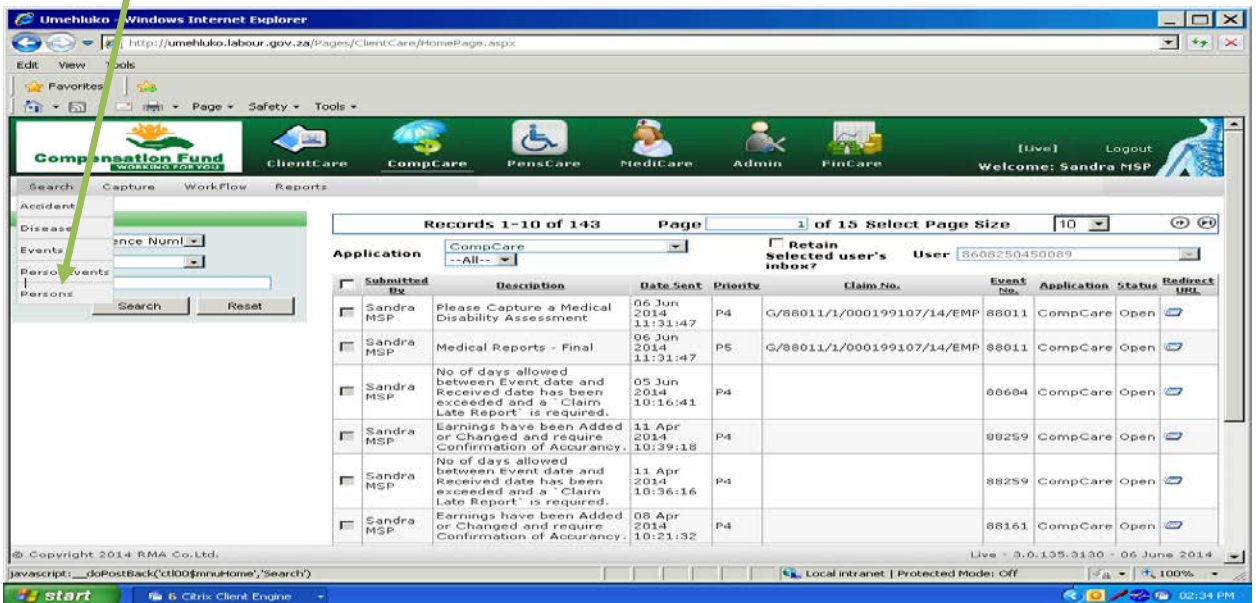 Umehluko - Windows Internet Explorer
http://umehluko.labour.gov.za/Pages/ClientCare/HomePage.aspx
Edit View Tools
Favorites
Page Safety Tools
Compensation Fund
WORKING FOR YOU
ClientCare CompCare PensCare MediCare Admin FinCare
[Live] Logout
Welcome: Sandra MSP
Search Capture WorkFlow Reports
Accident
Disease
Events
Person Events
Persons
ence Numl
Search Reset
Records 1-10 of 143 Page 1 of 15 Select Page Size 10
Application CompCare
--All--
Retain Selected user's inbox?
User 8608250450089
Submitted By Description Date Sent Priority Claim No. Event No. Application Status Redirect URL
Sandra MSP Please Capture a Medical Disability Assessment 06 Jun 2014 11:31:47 P4 G/88011/1/000199107/14/EMP 88011 CompCare Open
Sandra MSP Medical Reports - Final 06 Jun 2014 11:31:47 P5 G/88011/1/000199107/14/EMP 88011 CompCare Open
Sandra MSP No of days allowed between Event date and Received date has been exceeded and a `Claim Late Report` is required. 05 Jun 2014 10:16:41 P4 88684 CompCare Open
Sandra MSP Earnings have been Added or Changed and require Confirmation of Accurancy. 11 Apr 2014 10:39:18 P4 88259 CompCare Open
Sandra MSP No of days allowed between Event date and Received date has been exceeded and a `Claim Late Report` is required. 11 Apr 2014 10:36:16 P4 88259 CompCare Open
Sandra MSP Earnings have been Added or Changed and require Confirmation of Accurancy. 08 Apr 2014 10:21:32 P4 88161 CompCare Open
© Copyright 2014 RMA Co.Ltd.
Live - 3.0.135.3130 - 06 June 2014
javascript:__doPostBack('ctl00$mnuHome','Search')
Local intranet | Protected Mode: Off
100%
start
6 Citrix Client Engine
02:34 PM